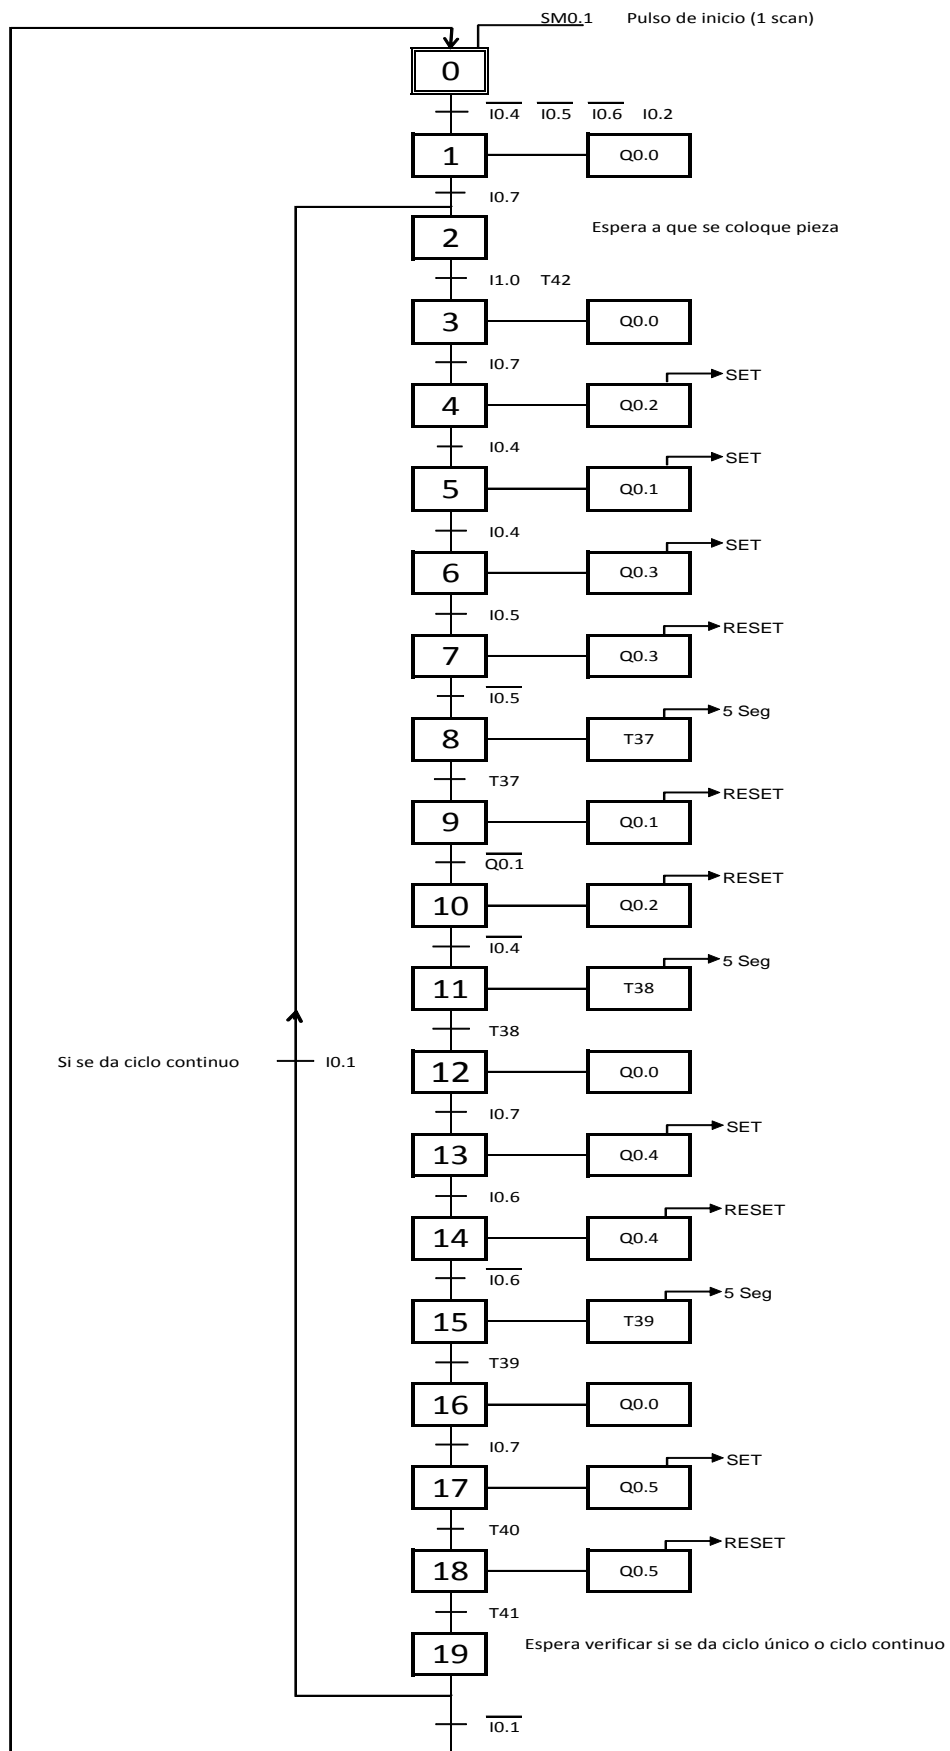 SM0.1 Pulso de inicio (1 scan)
0
I0.4 I0.5 I0.6 I0.2
1 Q0.0
I0.7
Espera a que se coloque pieza
2
I1.0 T42
3 Q0.0
I0.7
SET
4 Q0.2
I0.4
SET
5 Q0.1
I0.4
SET
6 Q0.3
I0.5
RESET
7 Q0.3
I0.5
5 Seg
8 T37
T37
RESET
9 Q0.1
Q0.1
RESET
10 Q0.2
I0.4
5 Seg
11 T38
T38
Si se da ciclo continuo I0.1
12 Q0.0
I0.7
SET
13 Q0.4
I0.6
RESET
14 Q0.4
I0.6
5 Seg
15 T39
T39
16 Q0.0
I0.7
SET
17 Q0.5
T40
RESET
18 Q0.5
T41
Espera verificar si se da ciclo único o ciclo continuo
19
I0.1